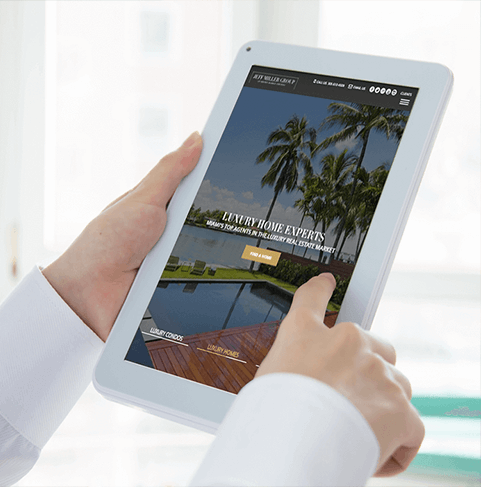 JEFF MILLER GROUP
CALL US
EMAIL US
CLIENTS
LUXURY HOME EXPERTS
MIAMI'S TOP AGENTS IN THE LUXURY REAL ESTATE MARKET
FIND A HOME
LUXURY CONDOS
LUXURY HOMES